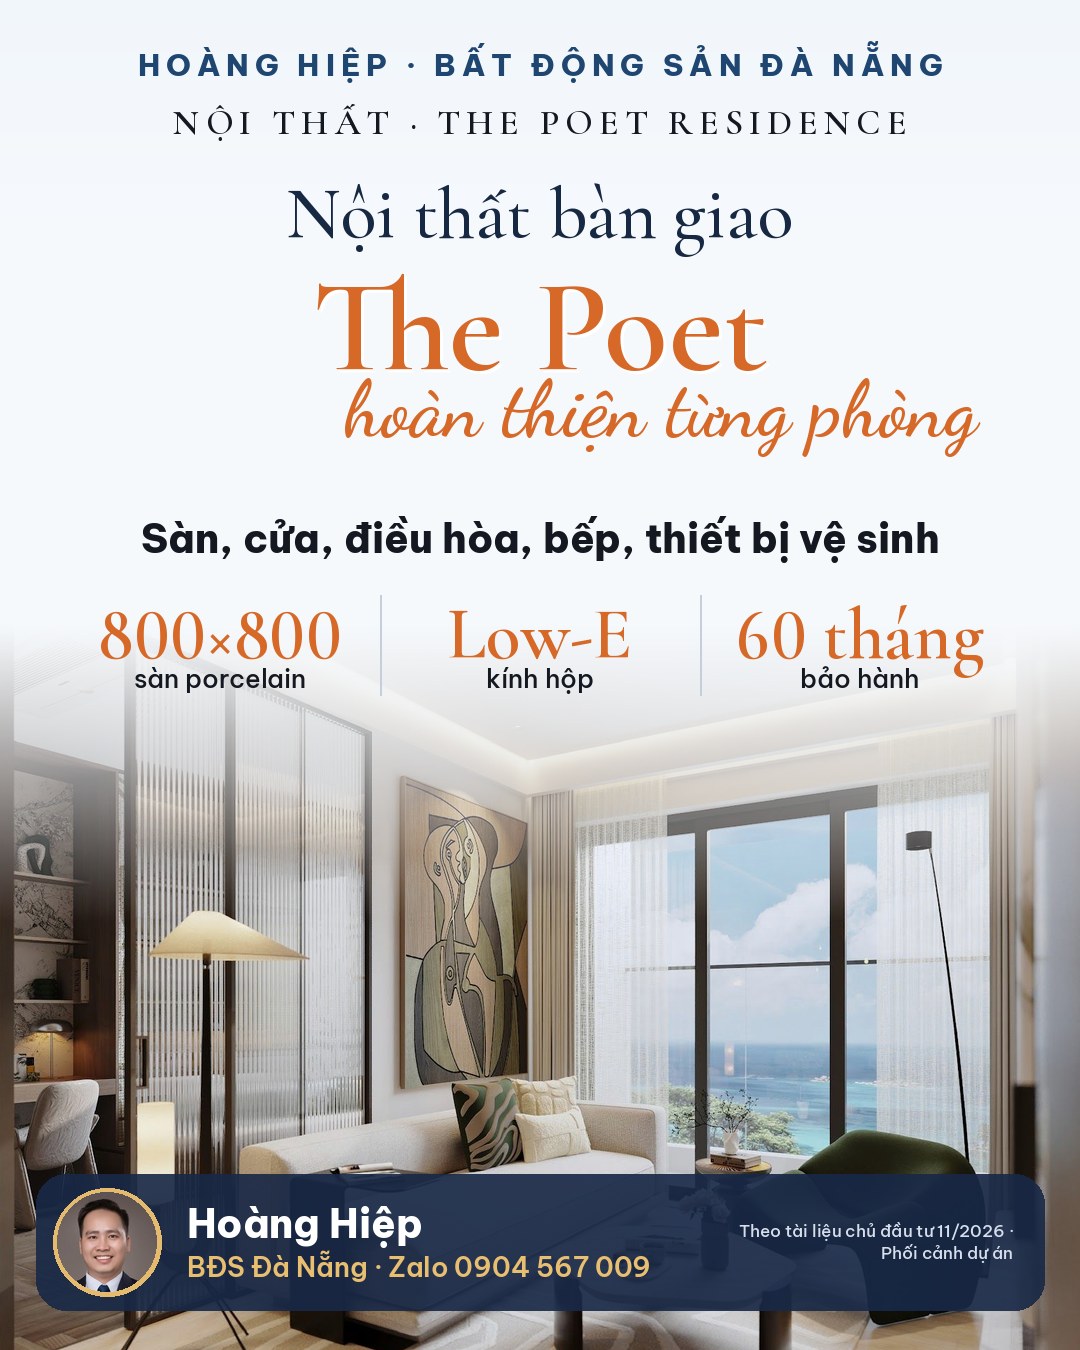 HOÀNG HIỆP · BẤT ĐỘNG SẢN ĐÀ NẴNG
NỘI THẤT · THE POET RESIDENCE
Nội thất bàn giao
The Poet
hoàn thiện từng phòng
Sàn, cửa, điều hòa, bếp, thiết bị vệ sinh
800×800
sàn porcelain
Low-E
kính hộp
60 tháng
bảo hành
Hoàng Hiệp
BĐS Đà Nẵng · Zalo 0904 567 009
Theo tài liệu chủ đầu tư 11/2026 ·
Phối cảnh dự án